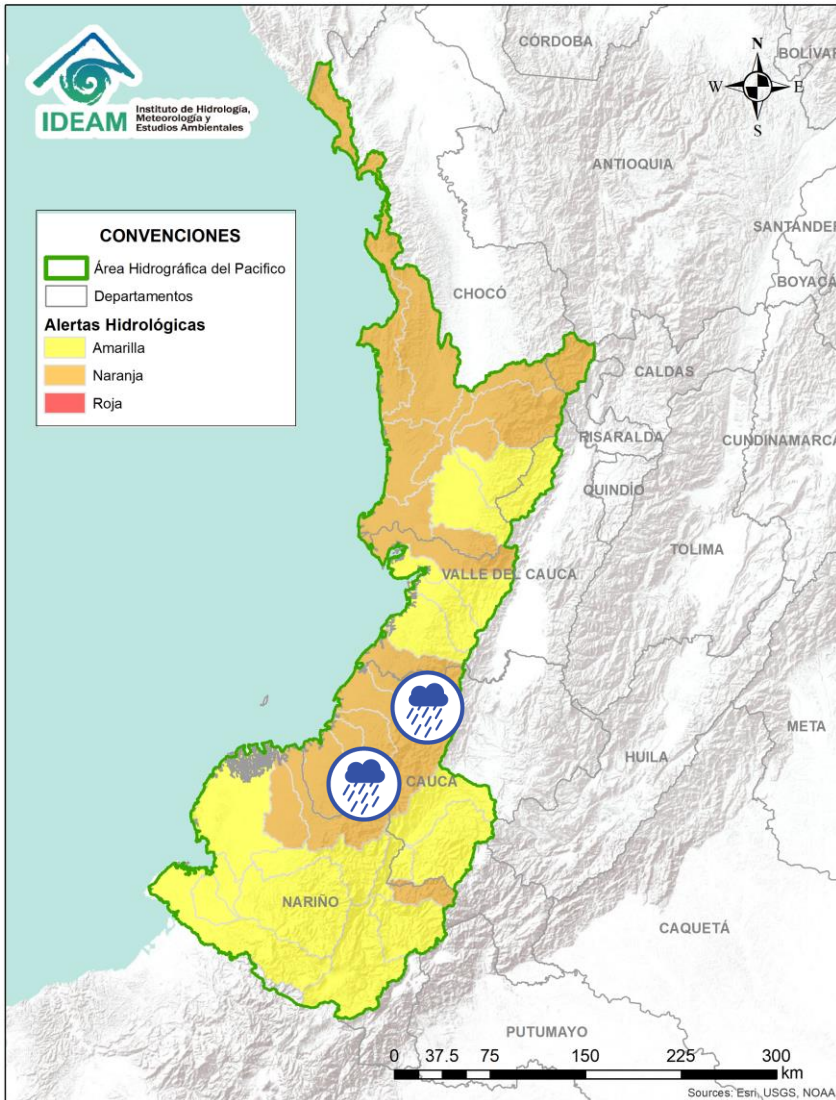 IDEAM
Instituto de Hidrología,
Meteorología y
Estudios Ambientales
N
W
E
S
CÓRDOBA
BOLÍVAR
ANTIOQUIA
SANTANDER
BOYACÁ
CHOCÓ
CALDAS
RISARALDA
CUNDINAMARCA
QUINDÍO
TOLIMA
VALLE DEL CAUCA
META
HUILA
CAUCA
NARIÑO
CAQUETÁ
PUTUMAYO
CONVENCIONES
Área Hidrográfica del Pacifico
Departamentos
Alertas Hidrológicas
Amarilla
Naranja
Roja
0 37.5 75 150 225 300
km
Sources: Esri, USGS, NOAA